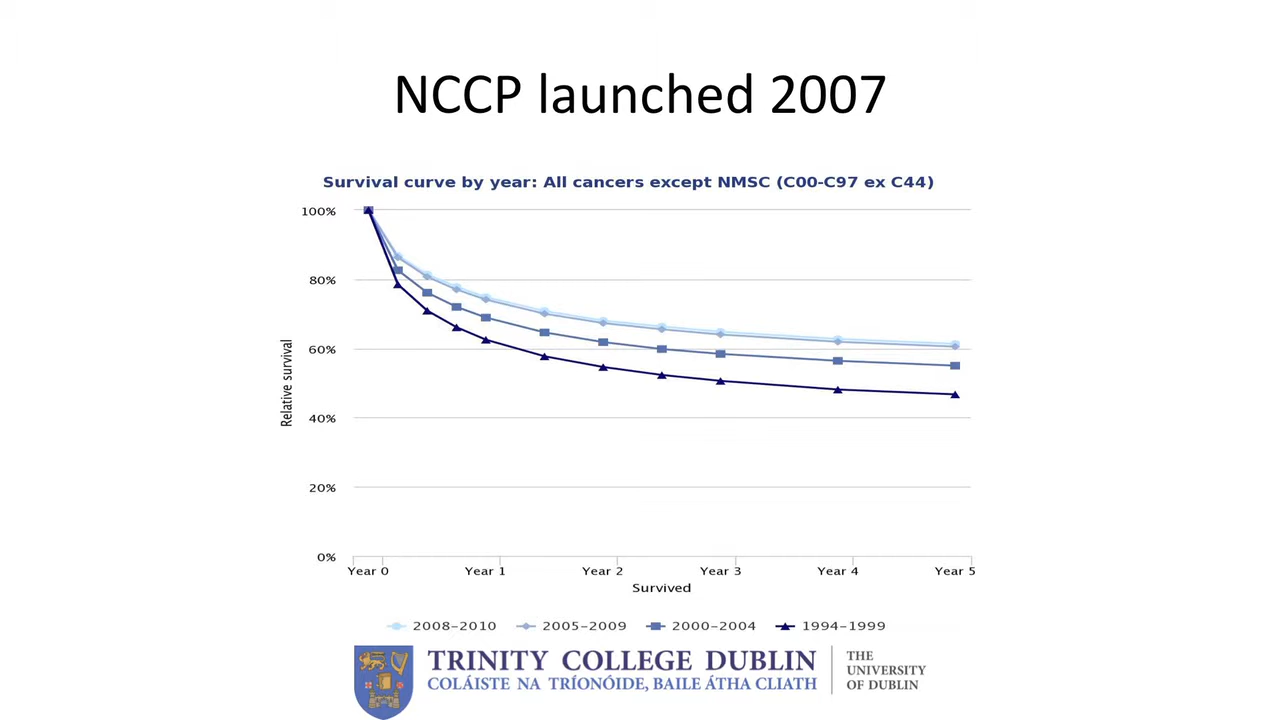 NCCP launched 2007
Survival curve by year: All cancers except NMSC (C00-C97 ex C44)
100%
80%
60%
40%
20%
0%
Relative survival
Year 0 Year 1 Year 2 Year 3 Year 4 Year 5
Survived
2008-2010 2005-2009 2000-2004 1994-1999
TRINITY COLLEGE DUBLIN
COLÁISTE NA TRÍONÓIDE, BAILE ÁTHA CLIATH
THE
UNIVERSITY
OF DUBLIN